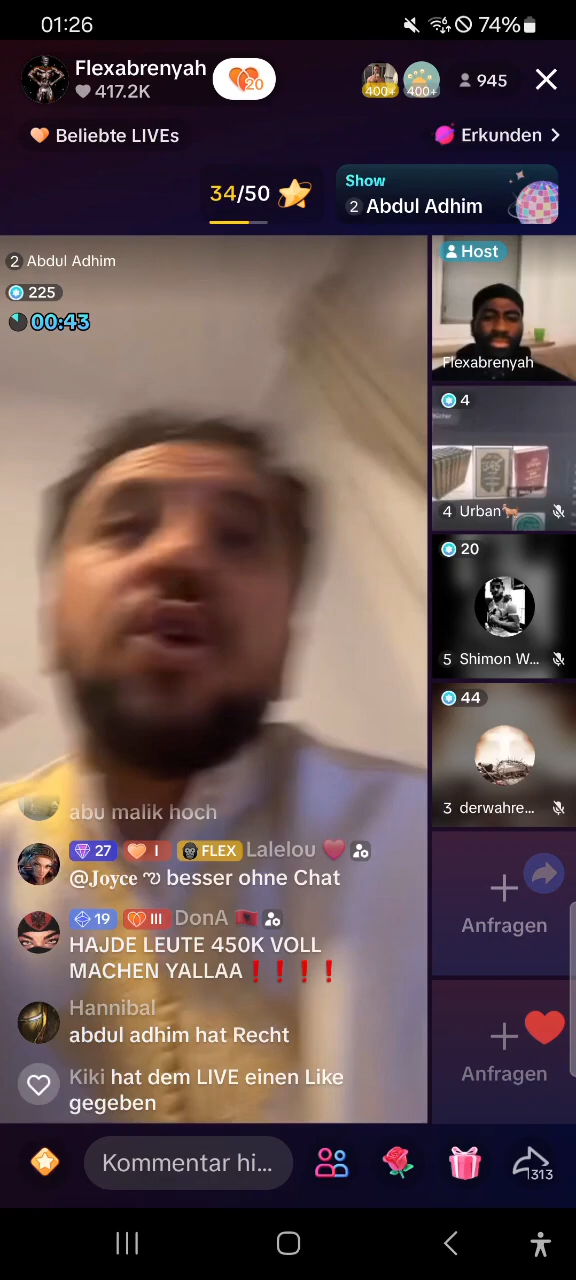 01:26
74%
Flexabrenyah
417.2K
20
400+
400+
945
Beliebte LIVEs
Erkunden
34/50
Show
2 Abdul Adhim
2 Abdul Adhim
225
00:43
Host
Flexabrenyah
4
4 Urban
20
5 Shimon W...
44
3 derwahre...
Anfragen
Anfragen
abu malik hoch
27 I FLEX Lalelou
@Joyce besser ohne Chat
19 III DonA
HAJDE LEUTE 450K VOLL
MACHEN YALLAA❗❗❗❗
Hannibal
abdul adhim hat Recht
Kiki hat dem LIVE einen Like
gegeben
Kommentar hi...
313